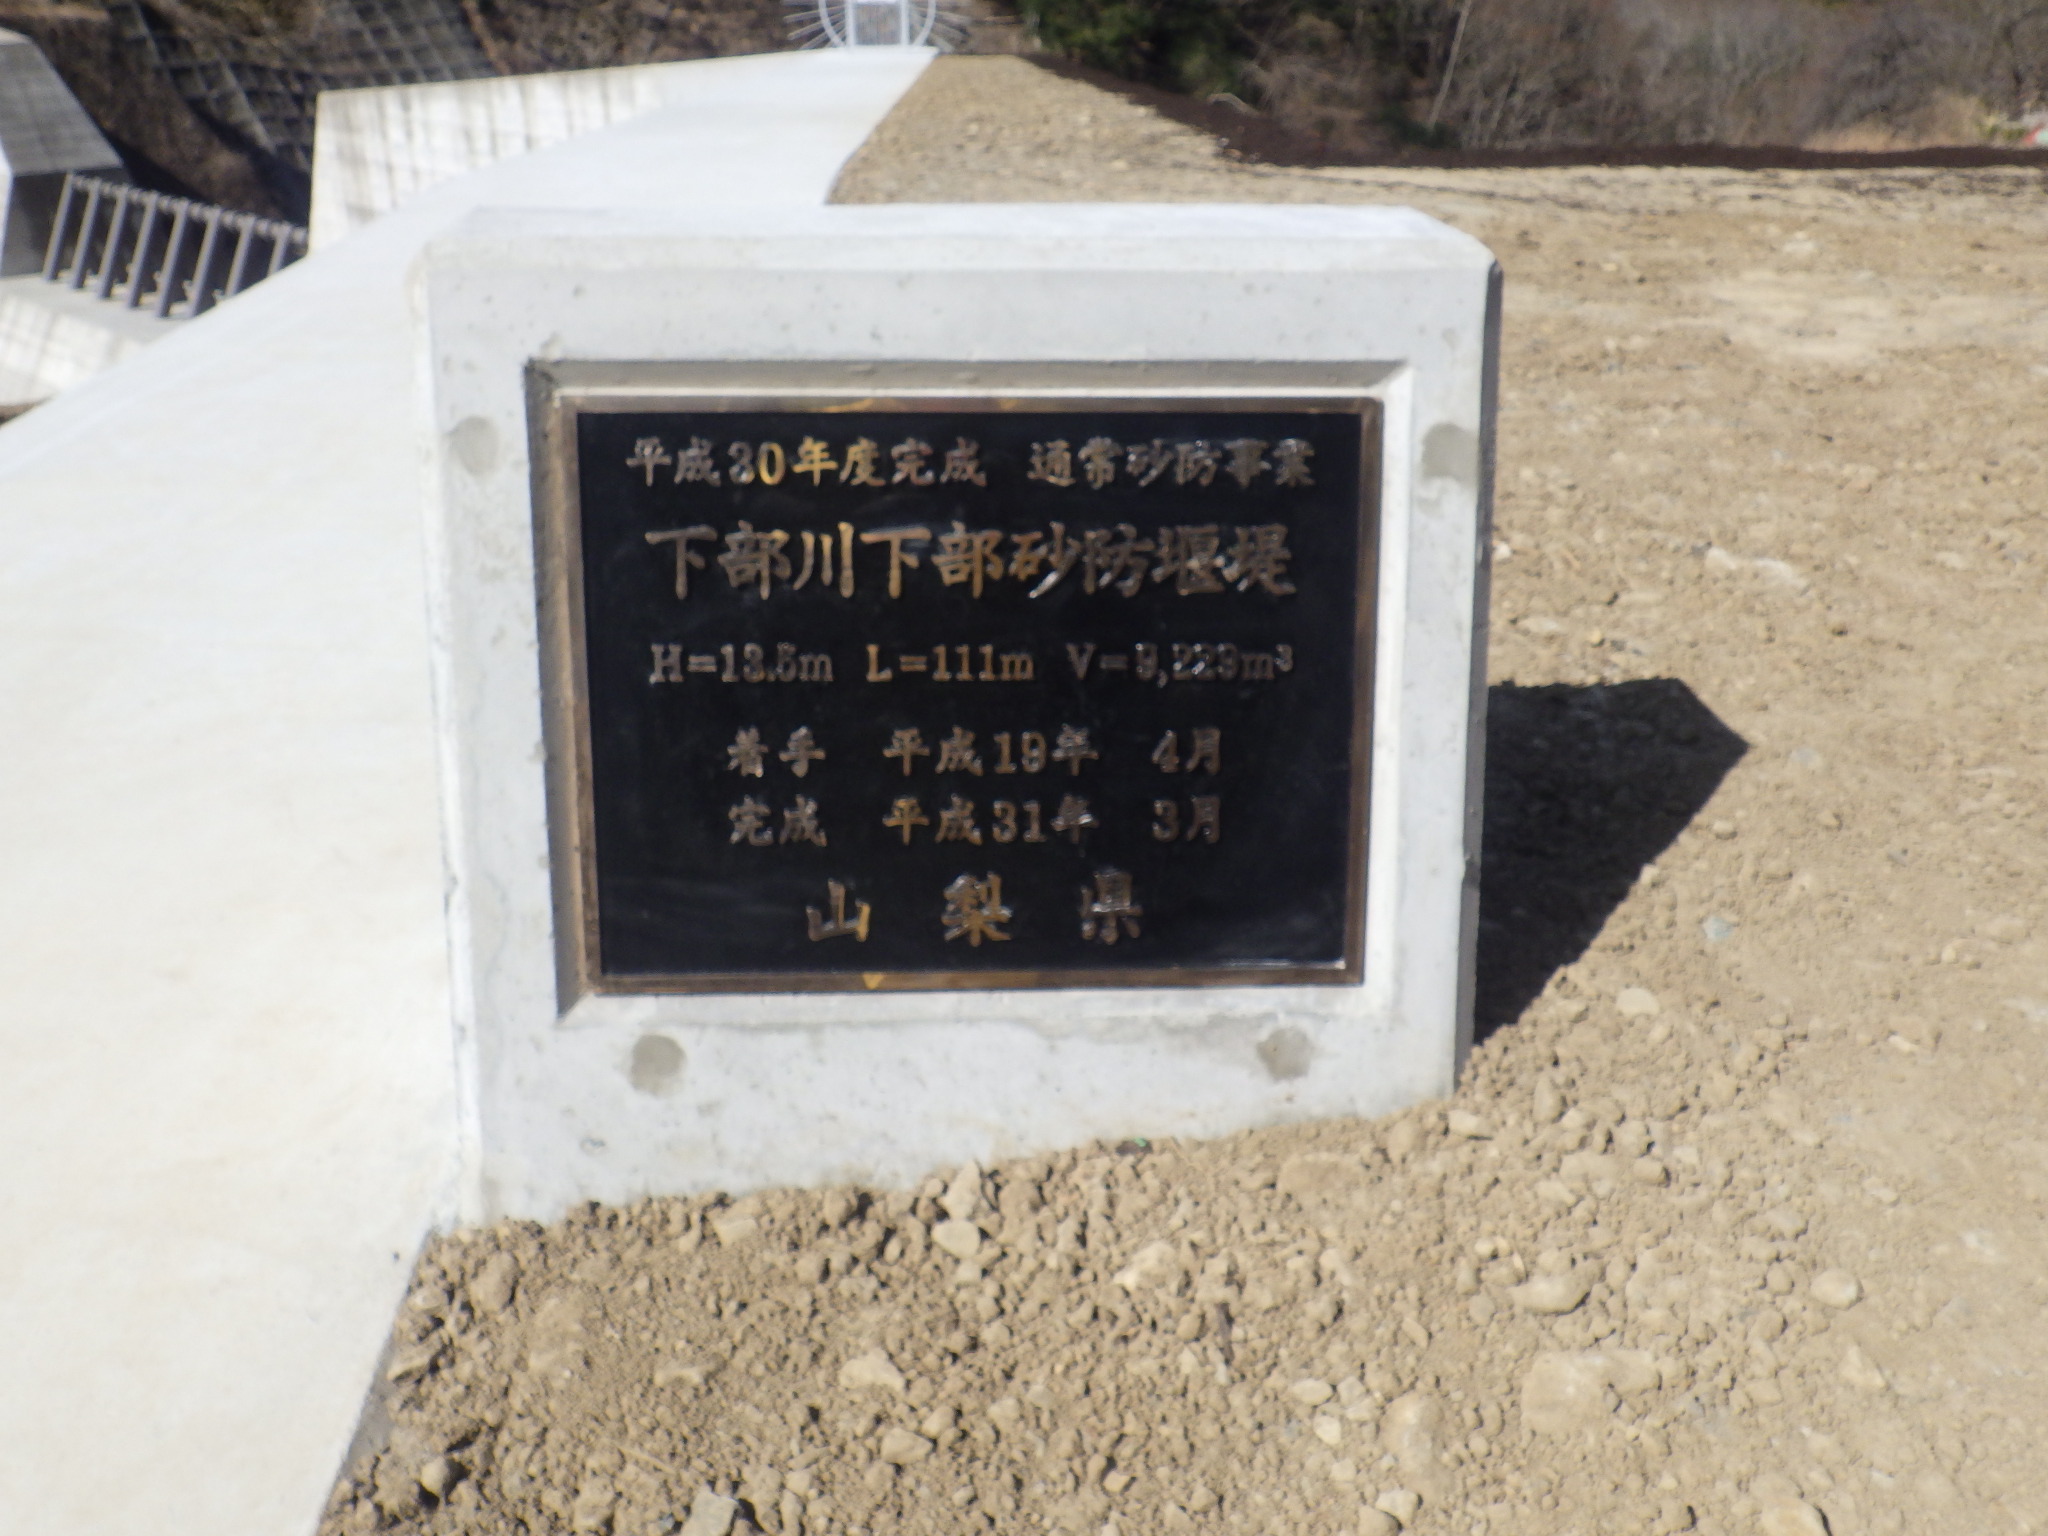 平成30年度完成 通常砂防事業
下部川下部砂防堰堤
H=13.5m L=111m V=9,229m³
着手 平成19年 4月
完成 平成31年 3月
山梨県